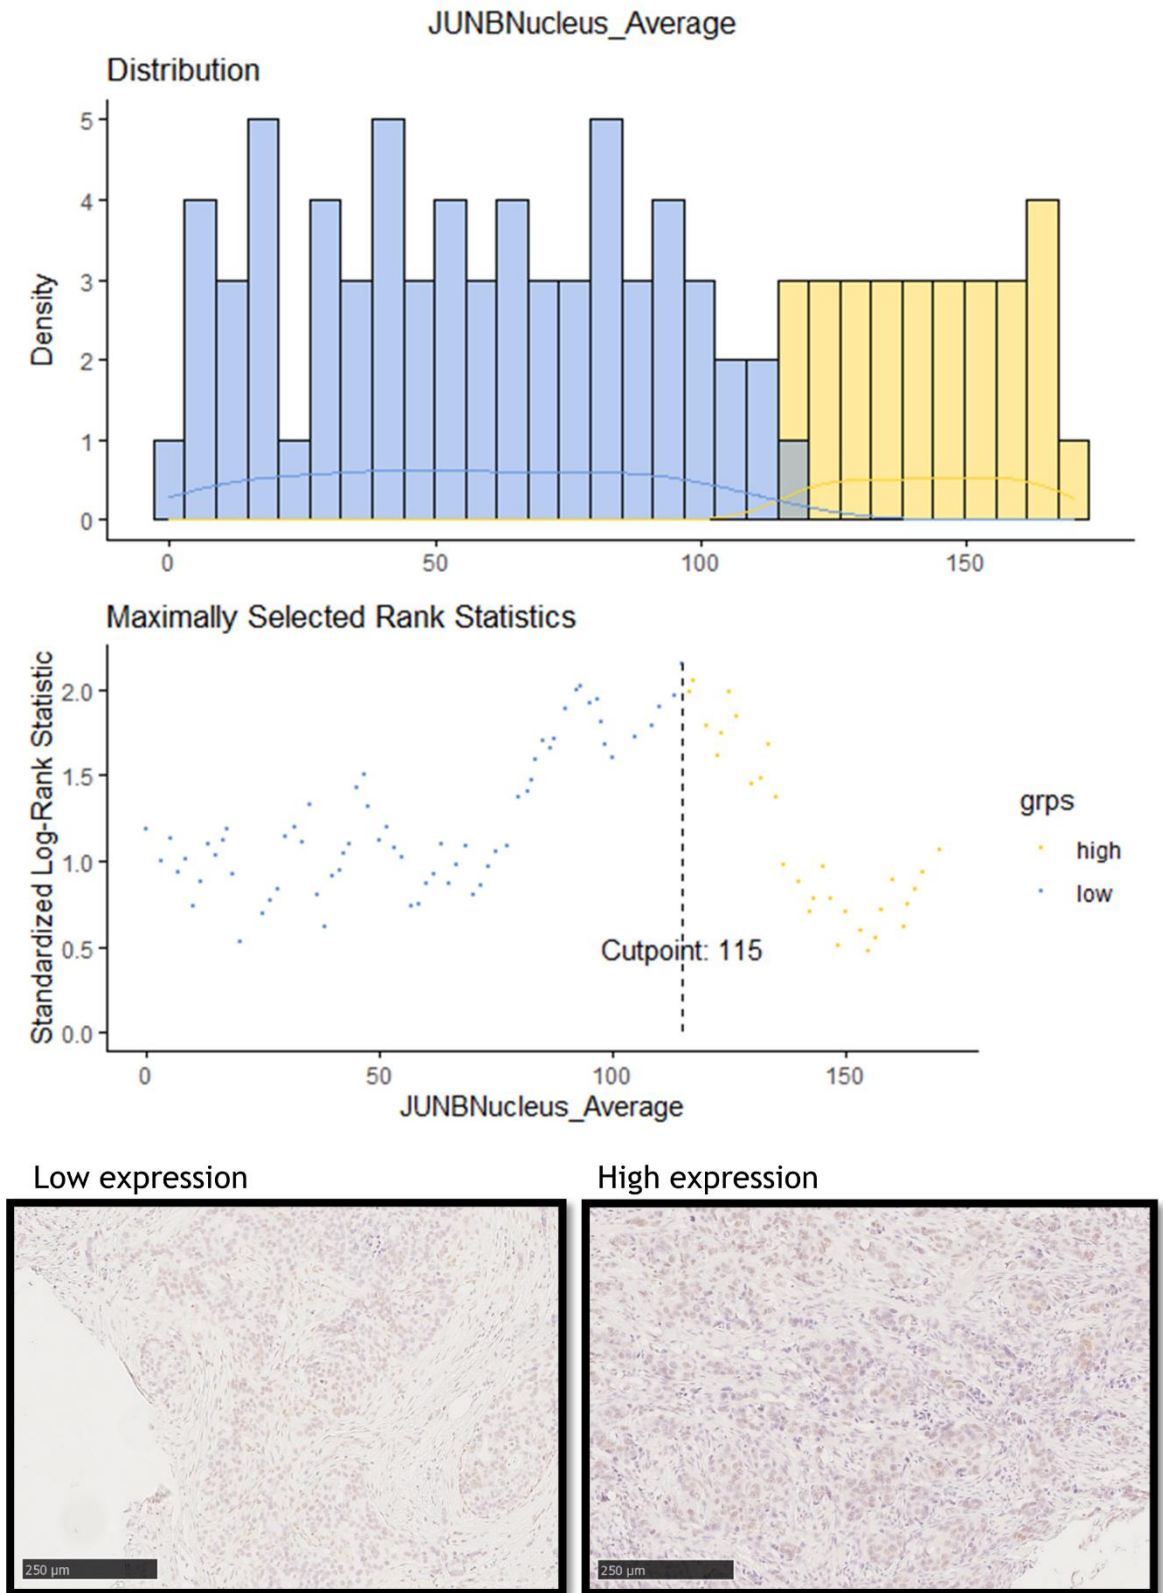 JUNBNucleus_Average
Distribution
Density
5
4
3
2
1
0
0 50 100 150
Maximally Selected Rank Statistics
Standardized Log-Rank Statistic
2.0
1.5
1.0
0.5
0.0
Cutpoint: 115
grps
high
low
0 50 100 150
JUNBNucleus_Average
Low expression High expression
250 µm 250 µm